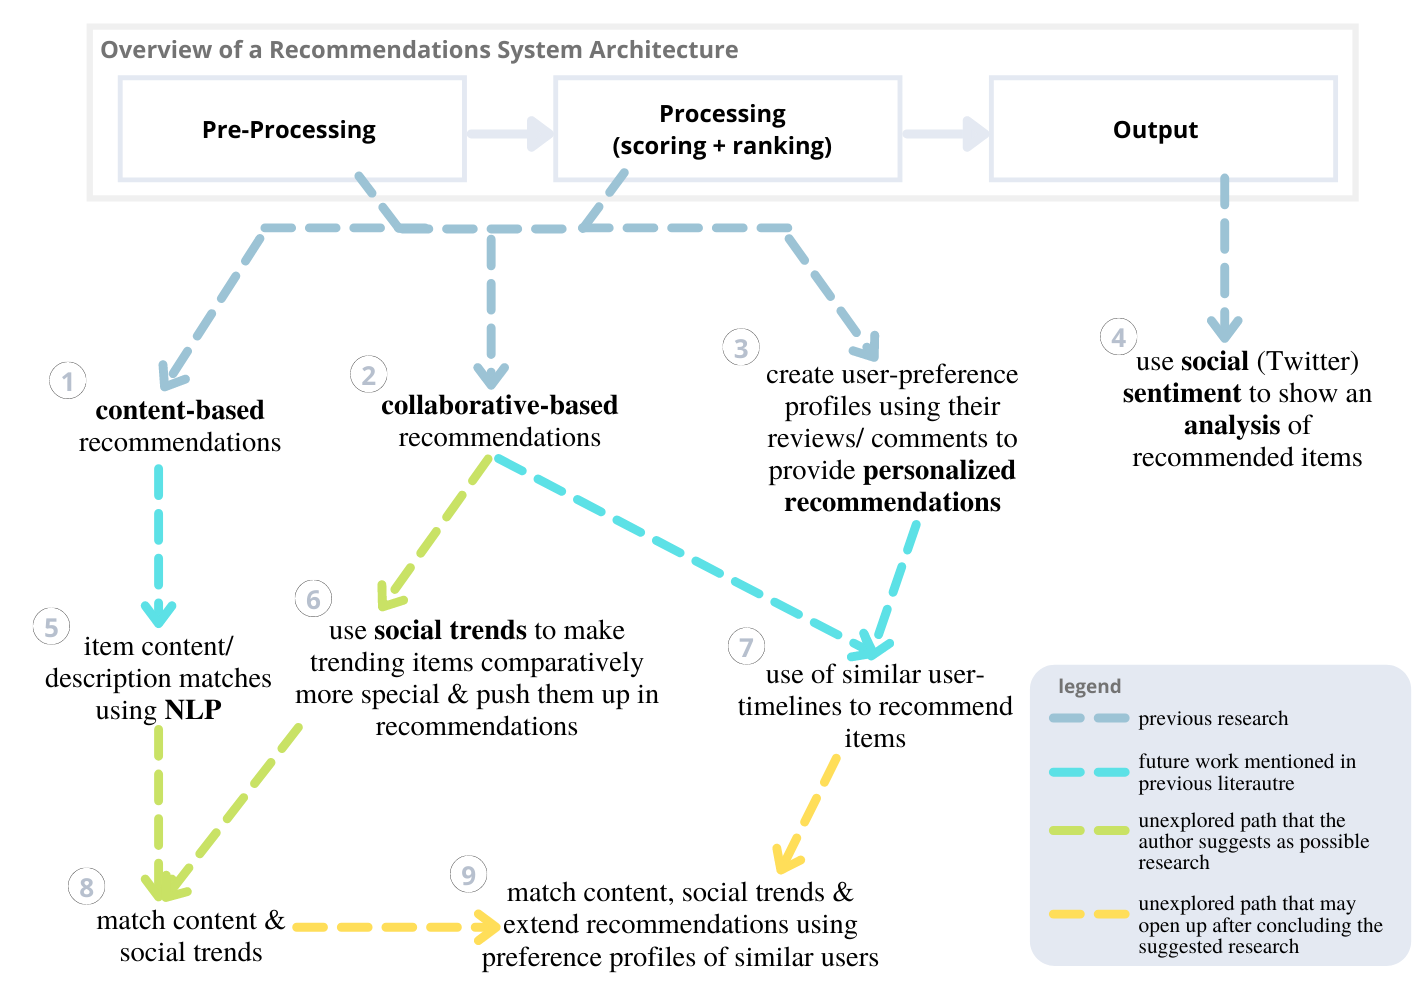 Overview of a Recommendations System Architecture
Pre-Processing
Processing
(scoring + ranking)
Output
1
content-based
recommendations
2
collaborative-based
recommendations
3
create user-preference
profiles using their
reviews/ comments to
provide personalized
recommendations
4
use social (Twitter)
sentiment to show an
analysis of
recommended items
5
item content/
description matches
using NLP
6
use social trends to make
trending items comparatively
more special & push them up in
recommendations
7
use of similar user-
timelines to recommend
items
8
match content &
social trends
9
match content, social trends &
extend recommendations using
preference profiles of similar users
legend
previous research
future work mentioned in
previous literautre
unexplored path that the
author suggests as possible
research
unexplored path that may
open up after concluding the
suggested research